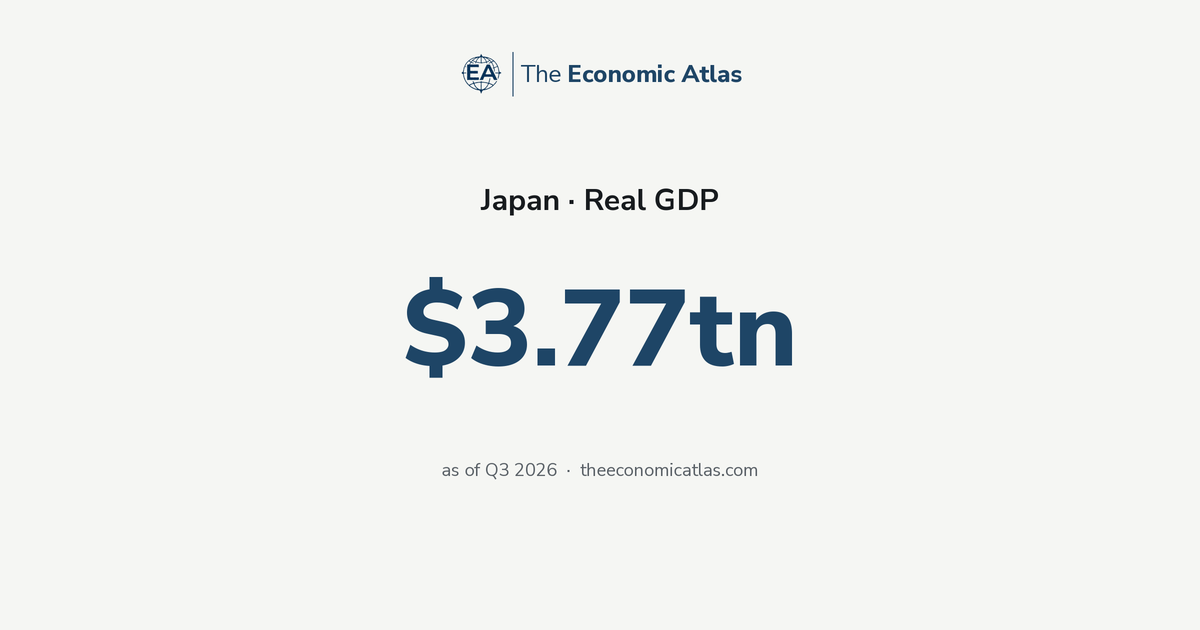 EA The Economic Atlas
Japan · Real GDP
$3.77tn
as of Q3 2026 · theeconomicatlas.com